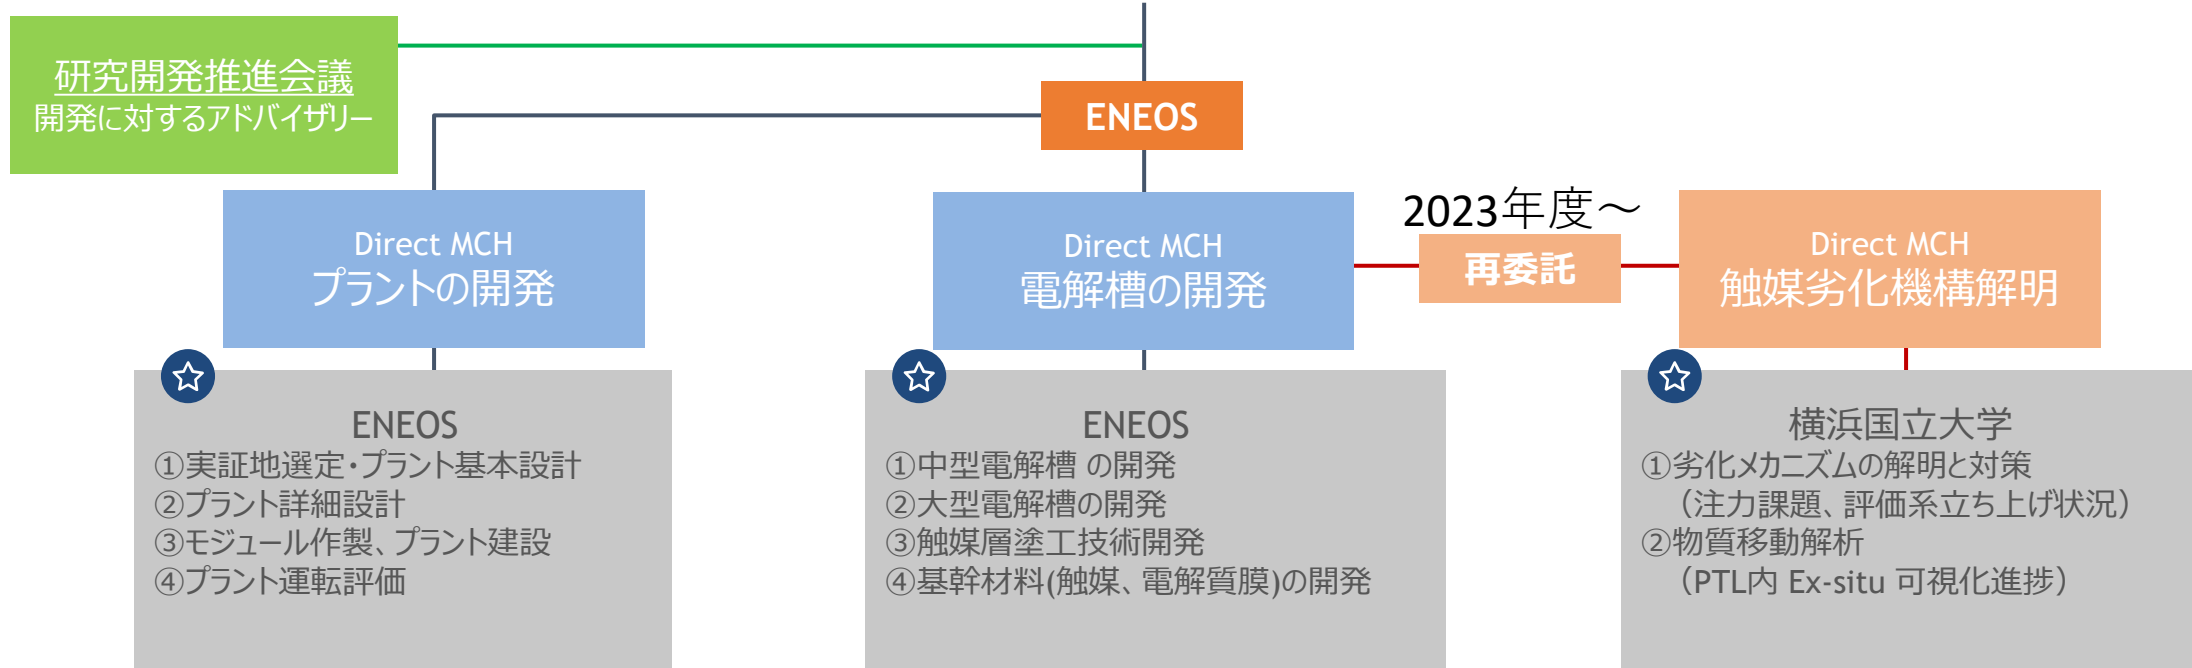 研究開発推進会議
開発に対するアドバイザリー
ENEOS
Direct MCH
プラントの開発
Direct MCH
電解槽の開発
2023年度～
再委託
Direct MCH
触媒劣化機構解明
ENEOS
①実証地選定・プラント基本設計
②プラント詳細設計
③モジュール作製、プラント建設
④プラント運転評価
ENEOS
①中型電解槽 の開発
②大型電解槽の開発
③触媒層塗工技術開発
④基幹材料(触媒、電解質膜)の開発
横浜国立大学
①劣化メカニズムの解明と対策
（注力課題、評価系立ち上げ状況）
②物質移動解析
（PTL内 Ex-situ 可視化進捗）